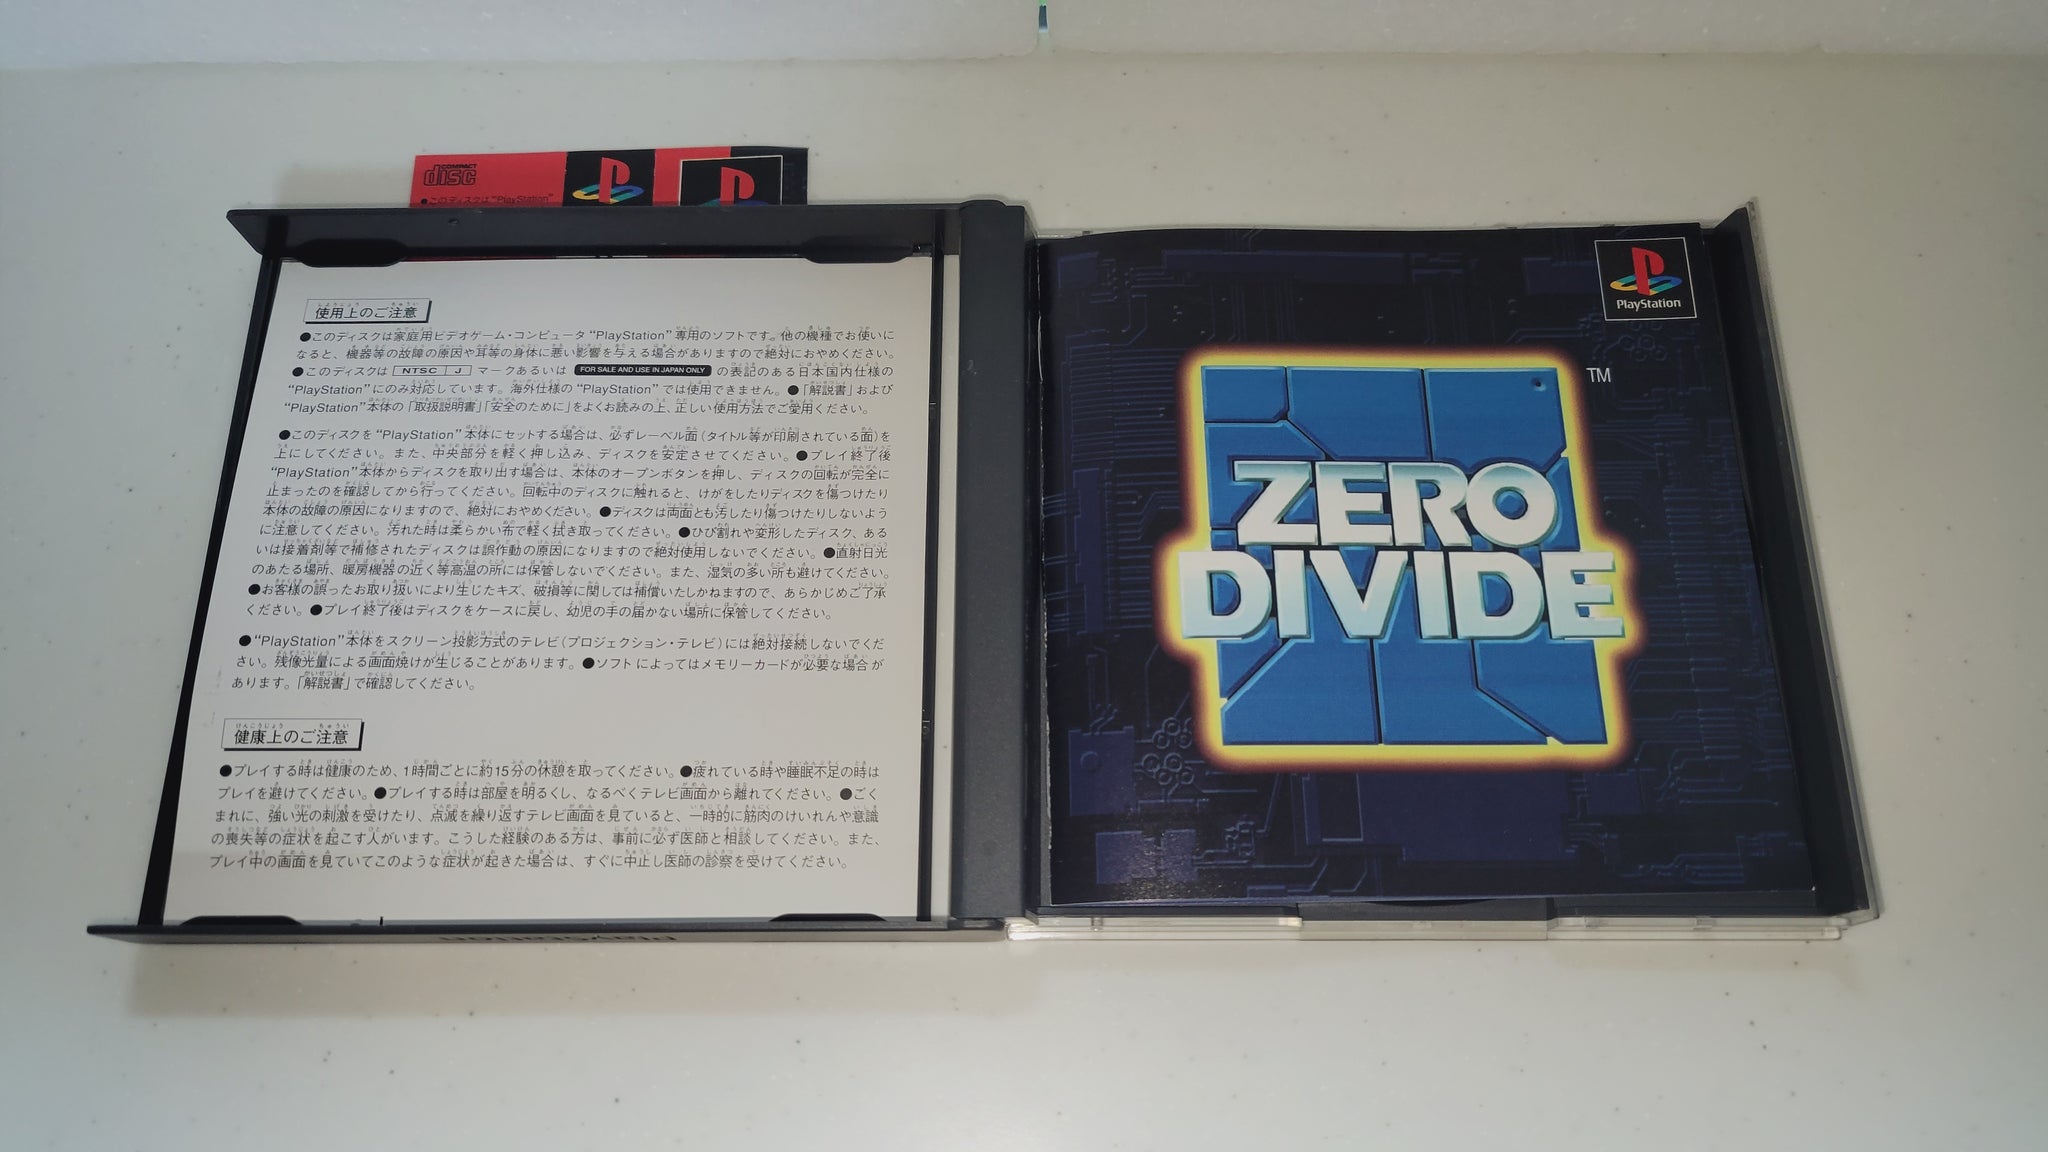 COMPACT
disc
●このディスクは"PlayStation"
使用上のご注意
●このディスクは家庭用ビデオゲーム・コンピュータ"PlayStation"専用のソフトです。他の機種でお使いに
なると、機器等の故障の原因や耳等の身体に悪い影響を与える場合がありますので絶対におやめください。
●このディスクは NTSC J マークあるいは FOR SALE AND USE IN JAPAN ONLY の表記のある日本国内仕様の
"PlayStation"にのみ対応しています。海外仕様の"PlayStation"では使用できません。●「解説書」および
"PlayStation"本体の「取扱説明書」「安全のために」をよくお読みの上、正しい使用方法でご愛用ください。
●このディスクを"PlayStation"本体にセットする場合は、必ずレーベル面（タイトル等が印刷されている面）を
上にしてください。また、中央部分を軽く押し込み、ディスクを安定させてください。●プレイ終了後
"PlayStation"本体からディスクを取り出す場合は、本体のオープンボタンを押し、ディスクの回転が完全に
止まったのを確認してから行ってください。回転中のディスクに触れると、けがをしたりディスクを傷つけたり
本体の故障の原因になりますので、絶対におやめください。●ディスクは両面とも汚したり傷つけたりしないよう
に注意してください。汚れた時は柔らかい布で軽く拭き取ってください。●ひび割れや変形したディスク、ある
いは接着剤等で補修されたディスクは誤作動の原因になりますので絶対使用しないでください。●直射日光
のあたる場所、暖房機器の近く等高温の所には保管しないでください。また、湿気の多い所も避けてください。
●お客様の誤ったお取り扱いにより生じたキズ、破損等に関しては補償いたしかねますので、あらかじめご了承
ください。●プレイ終了後はディスクをケースに戻し、幼児の手の届かない場所に保管してください。
●"PlayStation"本体をスクリーン投影方式のテレビ（プロジェクション・テレビ）には絶対接続しないでくだ
さい。残像光量による画面焼けが生じることがあります。●ソフトによってはメモリーカードが必要な場合が
あります。「解説書」で確認してください。
健康上のご注意
●プレイする時は健康のため、1時間ごとに約15分の休憩を取ってください。●疲れている時や睡眠不足の時は
プレイを避けてください。●プレイする時は部屋を明るくし、なるべくテレビ画面から離れてください。●ごく
まれに、強い光の刺激を受けたり、点滅を繰り返すテレビ画面を見ていると、一時的に筋肉のけいれんや意識
の喪失等の症状を起こす人がいます。こうした経験のある方は、事前に必ず医師と相談してください。また、
プレイ中の画面を見ていてこのような症状が起きた場合は、すぐに中止し医師の診察を受けてください。
PlayStation
PlayStation
TM
ZERO
DIVIDE